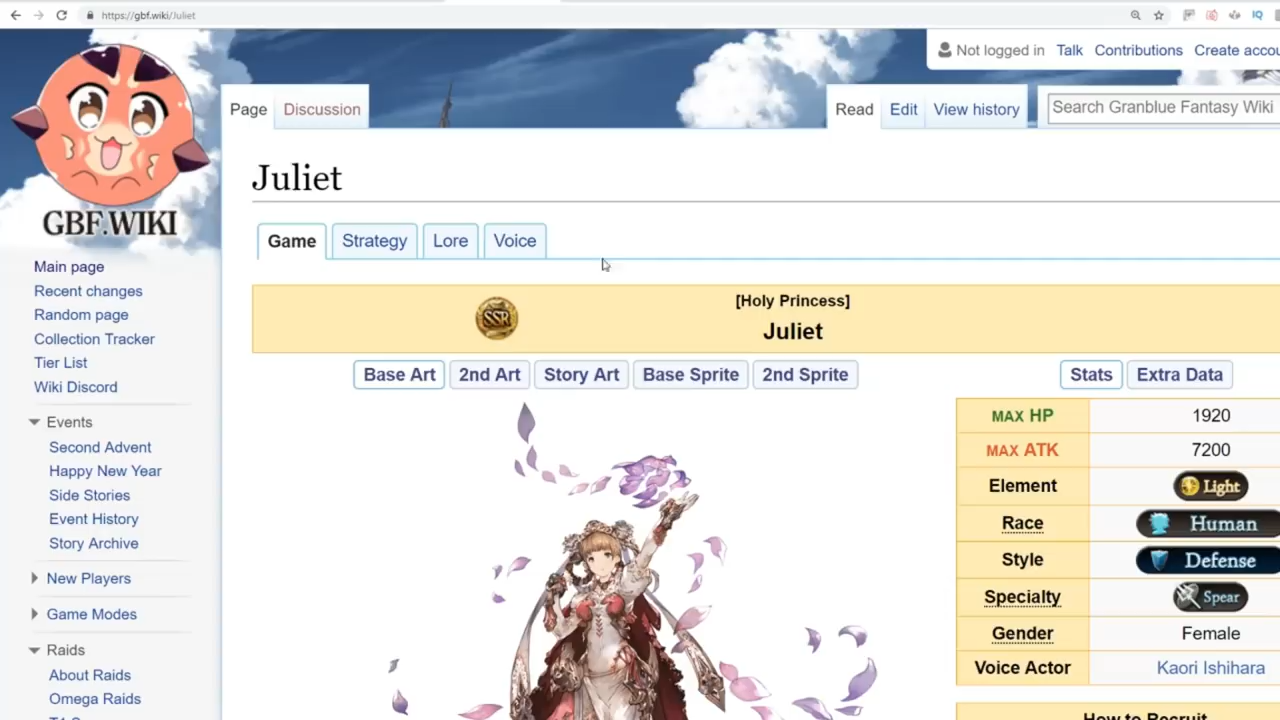 https://gbf.wiki/Juliet
IQ
Not logged in Talk Contributions Create accou
Page Discussion Read Edit View history Search Granblue Fantasy Wiki
GBF.WIKI
Juliet
Game Strategy Lore Voice
Main page
Recent changes
Random page
Collection Tracker
Tier List
Wiki Discord
Events
Second Advent
Happy New Year
Side Stories
Event History
Story Archive
New Players
Game Modes
Raids
About Raids
Omega Raids
[Holy Princess]
SSR Juliet
Base Art 2nd Art Story Art Base Sprite 2nd Sprite
Stats Extra Data
MAX HP 1920
MAX ATK 7200
Element Light
Race Human
Style Defense
Specialty Spear
Gender Female
Voice Actor Kaori Ishihara
How to Recruit